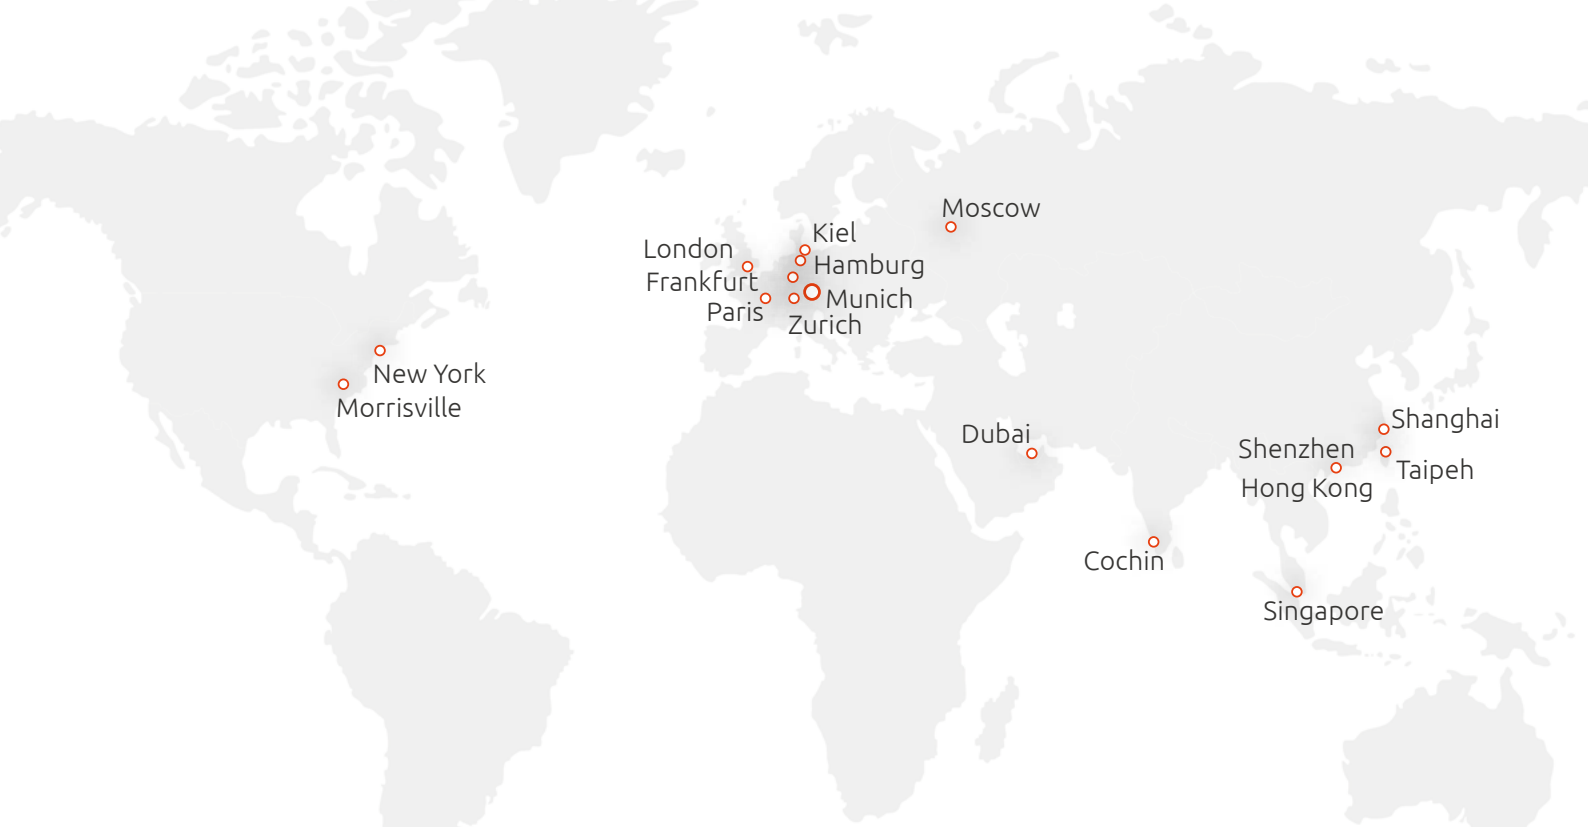 Moscow
Kiel
London
Hamburg
Frankfurt
Munich
Paris
Zurich
New York
Morrisville
Shanghai
Dubai
Shenzhen
Taipeh
Hong Kong
Cochin
Singapore